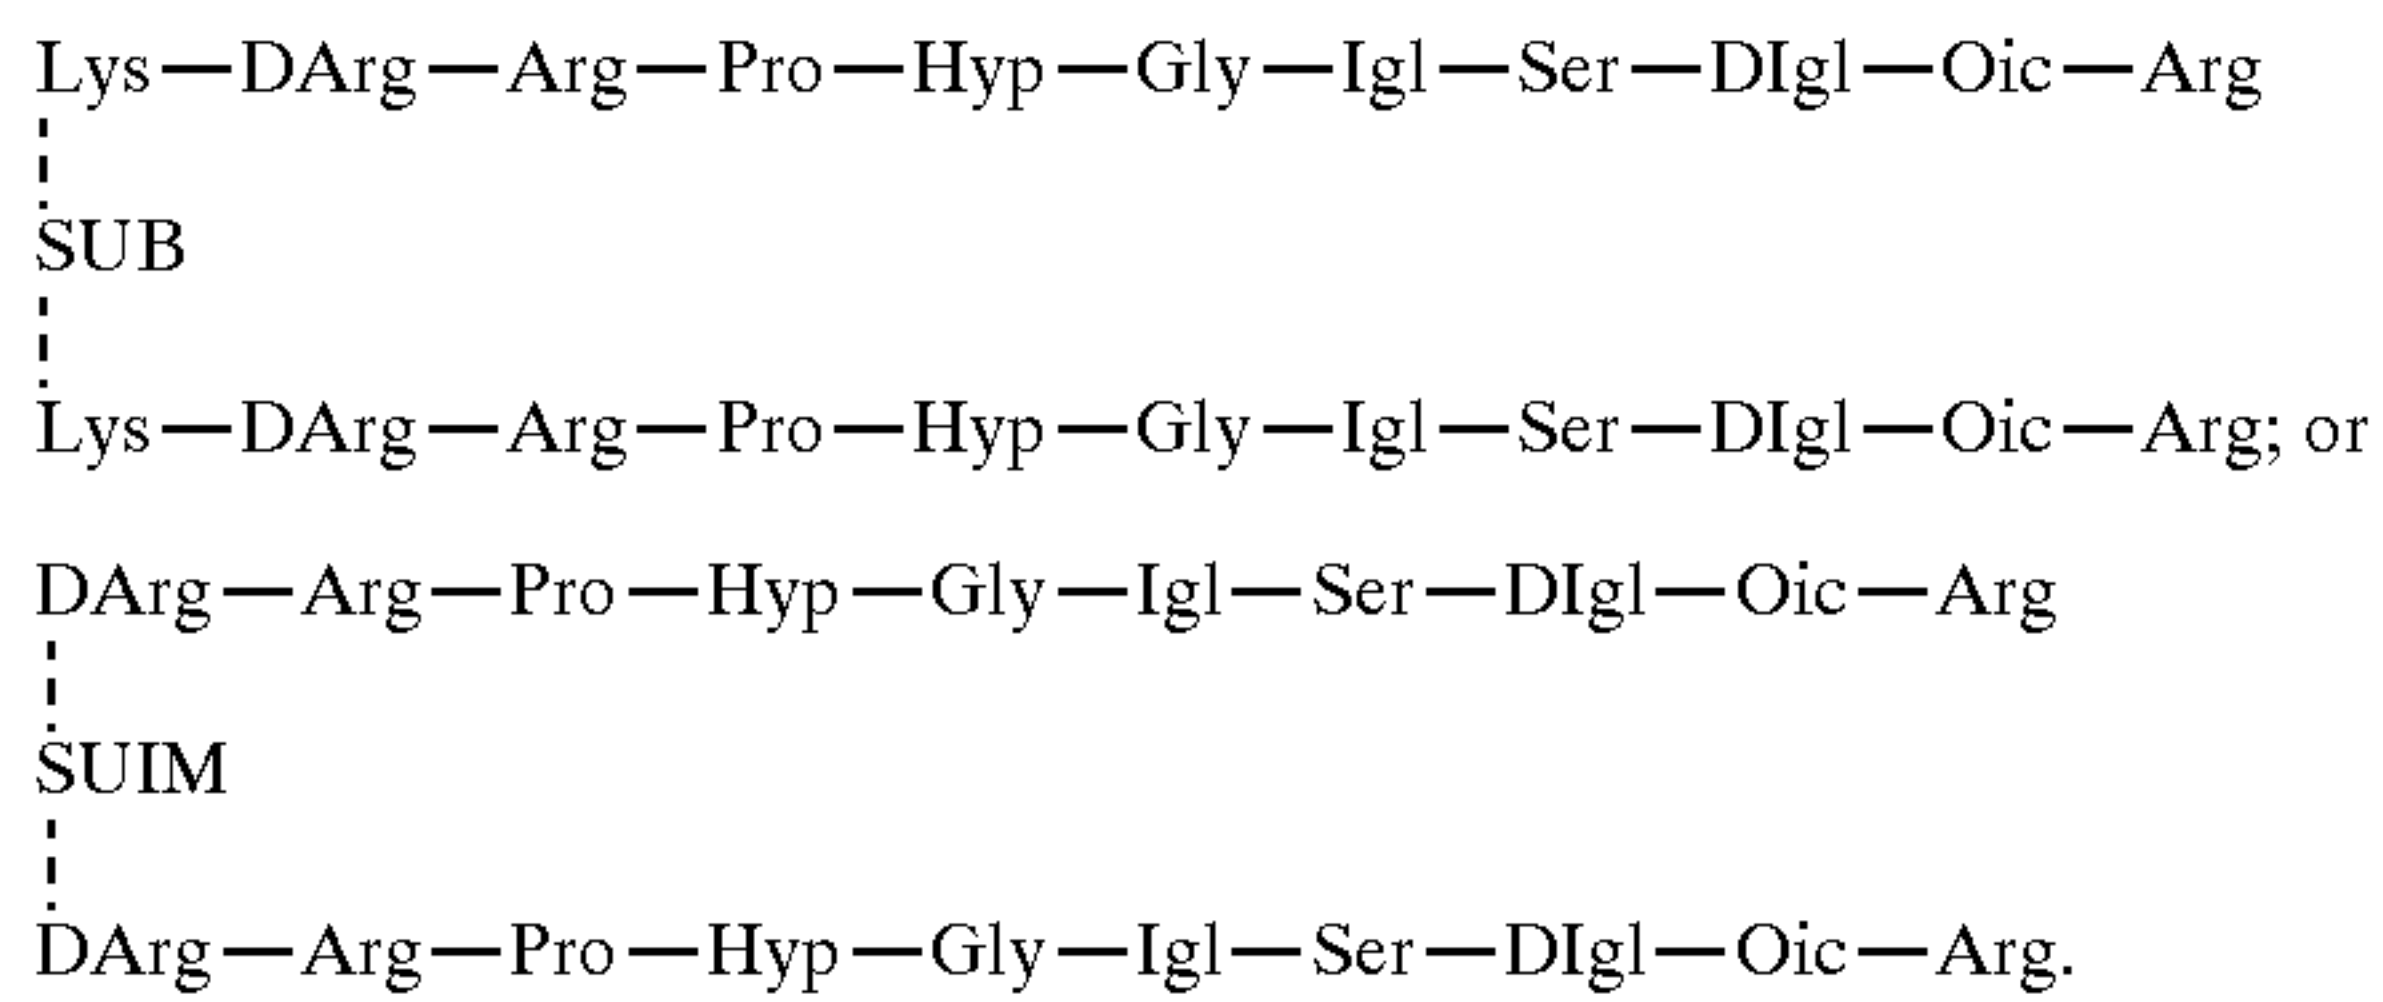 Lys—DArg—Arg—Pro—Hyp—Gly—Igl—Ser—DIgl—Oic—Arg
SUB
Lys—DArg—Arg—Pro—Hyp—Gly—Igl—Ser—DIgl—Oic—Arg; or
DArg—Arg—Pro—Hyp—Gly—Igl—Ser—DIgl—Oic—Arg
SUIM
DArg—Arg—Pro—Hyp—Gly—Igl—Ser—DIgl—Oic—Arg.